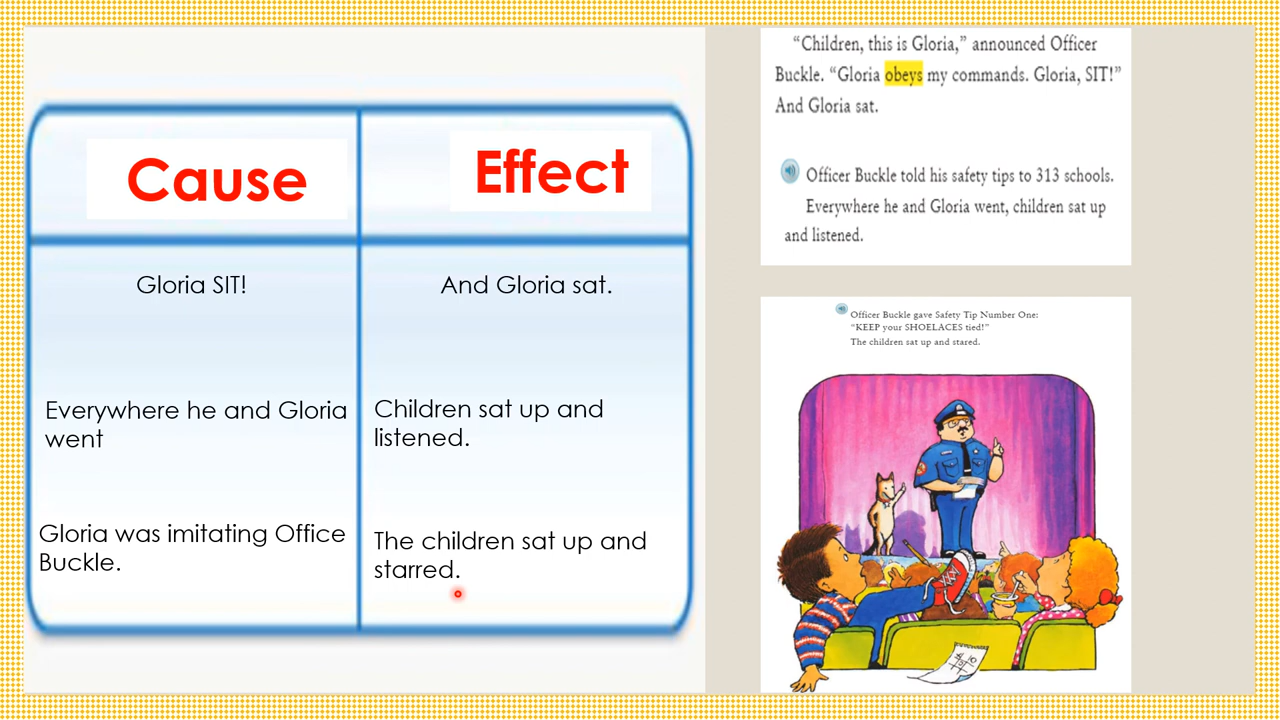 Cause
Effect
Gloria SIT!
And Gloria sat.
Everywhere he and Gloria
went
Children sat up and
listened.
Gloria was imitating Office
Buckle.
The children sat up and
starred.
“Children, this is Gloria,” announced Officer
Buckle. “Gloria obeys my commands. Gloria, SIT!”
And Gloria sat.
Officer Buckle told his safety tips to 313 schools.
Everywhere he and Gloria went, children sat up
and listened.
Officer Buckle gave Safety Tip Number One:
“KEEP your SHOELACES tied!”
The children sat up and stared.